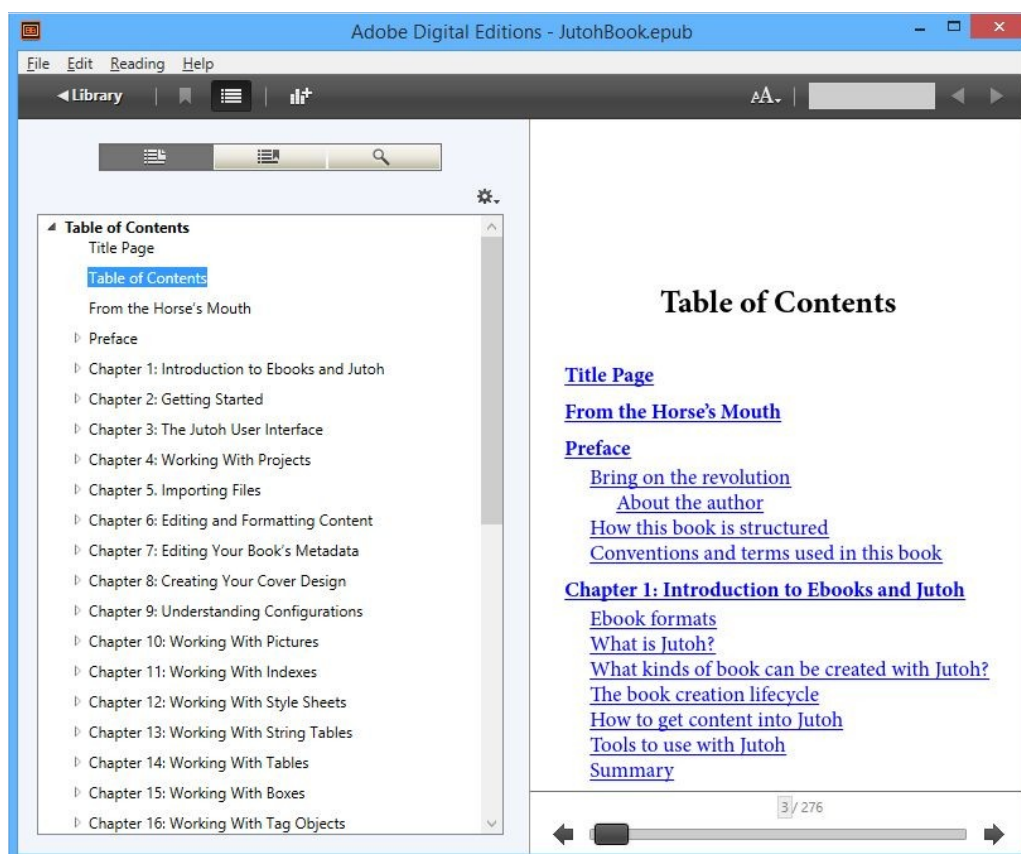 Adobe Digital Editions - JutohBook.epub
File Edit Reading Help
Library
AA
Table of Contents
Title Page
Table of Contents
From the Horse's Mouth
Preface
Chapter 1: Introduction to Ebooks and Jutoh
Chapter 2: Getting Started
Chapter 3: The Jutoh User Interface
Chapter 4: Working With Projects
Chapter 5. Importing Files
Chapter 6: Editing and Formatting Content
Chapter 7: Editing Your Book's Metadata
Chapter 8: Creating Your Cover Design
Chapter 9: Understanding Configurations
Chapter 10: Working With Pictures
Chapter 11: Working With Indexes
Chapter 12: Working With Style Sheets
Chapter 13: Working With String Tables
Chapter 14: Working With Tables
Chapter 15: Working With Boxes
Chapter 16: Working With Tag Objects
Table of Contents
Title Page
From the Horse's Mouth
Preface
Bring on the revolution
About the author
How this book is structured
Conventions and terms used in this book
Chapter 1: Introduction to Ebooks and Jutoh
Ebook formats
What is Jutoh?
What kinds of book can be created with Jutoh?
The book creation lifecycle
How to get content into Jutoh
Tools to use with Jutoh
Summary
3 / 276